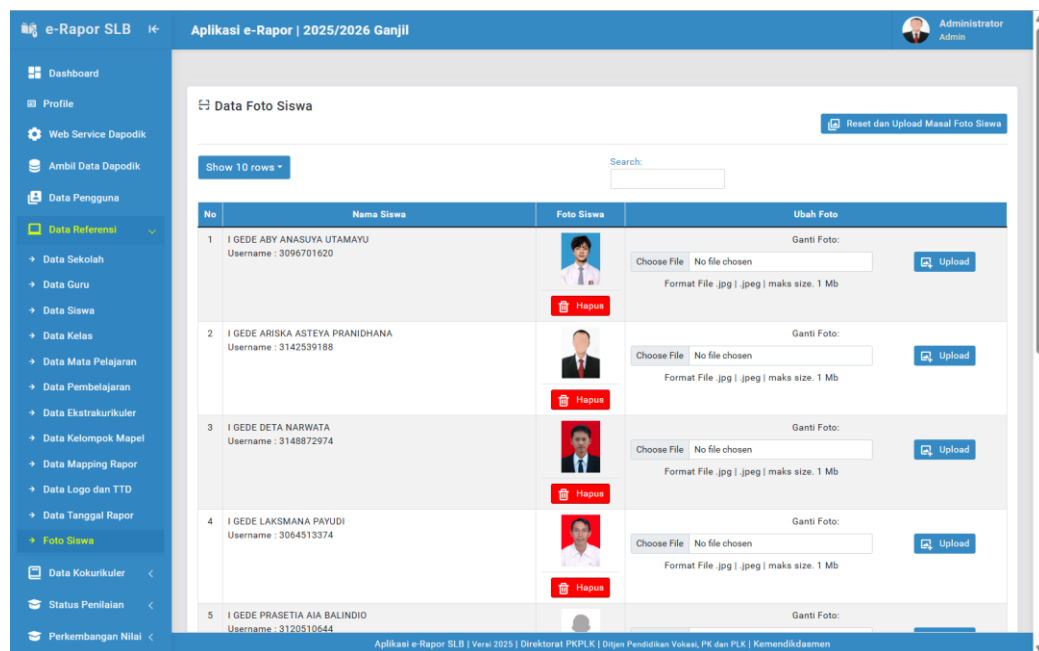 e-Rapor SLB
Aplikasi e-Rapor | 2025/2026 Ganjil
Administrator
Admin
Dashboard
Profile
Web Service Dapodik
Ambil Data Dapodik
Data Pengguna
Data Referensi
Data Sekolah
Data Guru
Data Siswa
Data Kelas
Data Mata Pelajaran
Data Pembelajaran
Data Ekstrakurikuler
Data Kelompok Mapel
Data Mapping Rapor
Data Logo dan TTD
Data Tanggal Rapor
Foto Siswa
Data Kokurikuler
Status Penilaian
Perkembangan Nilai
Data Foto Siswa
Reset dan Upload Masal Foto Siswa
Show 10 rows
Search:
No Nama Siswa Foto Siswa Ubah Foto
1 I GEDE ABY ANASUYA UTAMAYU
Username : 3096701620
Hapus
Ganti Foto:
Choose File No file chosen
Upload
Format File .jpg | .jpeg | maks size. 1 Mb
2 I GEDE ARISKA ASTEYA PRANIDHANA
Username : 3142539188
Hapus
Ganti Foto:
Choose File No file chosen
Upload
Format File .jpg | .jpeg | maks size. 1 Mb
3 I GEDE DETA NARWATA
Username : 3148872974
Hapus
Ganti Foto:
Choose File No file chosen
Upload
Format File .jpg | .jpeg | maks size. 1 Mb
4 I GEDE LAKSMANA PAYUDI
Username : 3064513374
Hapus
Ganti Foto:
Choose File No file chosen
Upload
Format File .jpg | .jpeg | maks size. 1 Mb
5 I GEDE PRASETIA AIA BALINDIO
Username : 3120510644
Ganti Foto:
Aplikasi e-Rapor SLB | Versi 2025 | Direktorat PKPLK | Ditjen Pendidikan Vokasi, PK dan PLK | Kemendikdasmen